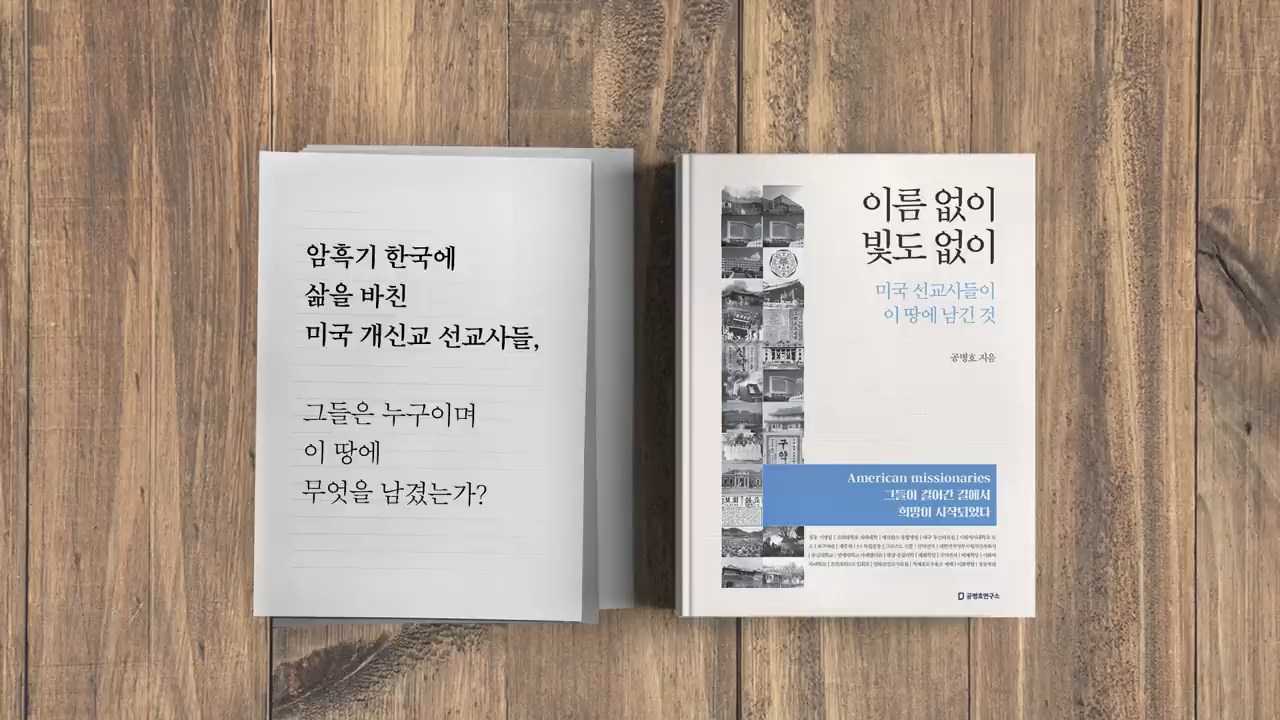 암흑기 한국에
삶을 바친
미국 개신교 선교사들,
그들은 누구이며
이 땅에
무엇을 남겼는가?
이름 없이
빛도 없이
미국 선교사들이
이 땅에 남긴 것
공병호 지음
신약
구약
American missionaries
그들이 걸어간 길에서
희망이 시작되었다
공병호연구소